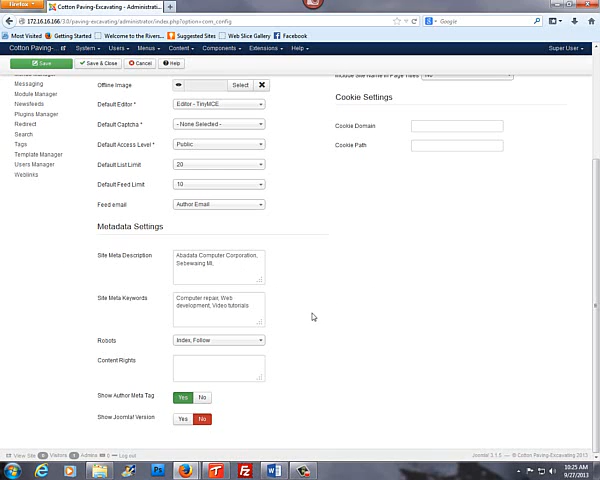 Firefox
Cotton Paving-Excavating - Administrati...
172.16.16.166/3.0/paving-excavating/administrator/index.php?option=com_config
Google
Most Visited Getting Started Welcome to the Rivers... Suggested Sites Web Slice Gallery Facebook
Cotton Paving-... System Users Menus Content Components Extensions Help Super User
Save Save & Close Cancel Help
Messaging
Module Manager
Newsfeeds
Plugins Manager
Redirect
Search
Tags
Template Manager
Users Manager
Weblinks
Offline Image Select
Default Editor * Editor - TinyMCE
Default Captcha * - None Selected -
Default Access Level * Public
Default List Limit 20
Default Feed Limit 10
Feed email Author Email
Metadata Settings
Site Meta Description Abadata Computer Corporation,
Sebewaing MI,
Site Meta Keywords Computer repair, Web
development, Video tutorials
Robots Index, Follow
Content Rights
Show Author Meta Tag Yes No
Show Joomla! Version Yes No
Include Site Name in Page Titles No
Cookie Settings
Cookie Domain
Cookie Path
View Site 0 Visitors 1 Admins 0 Log out
Joomla! 3.1.5 — © Cotton Paving-Excavating 2013
10:25 AM
9/27/2013